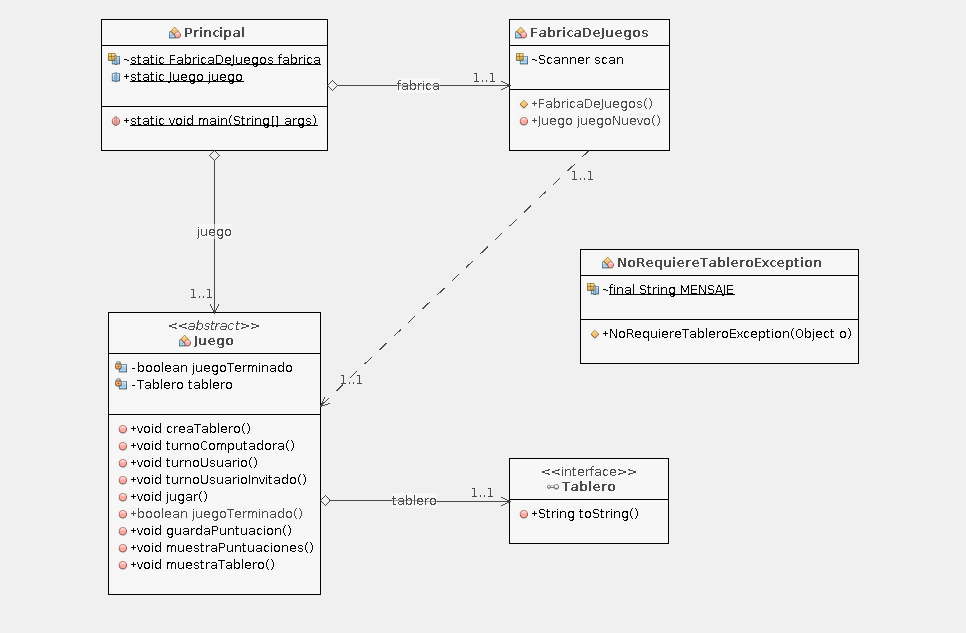 Principal
~static FabricaDeJuegos fabrica
+static Juego juego
+static void main(String[] args)
fabrica
1..1
FabricaDeJuegos
~Scanner scan
+FabricaDeJuegos()
+Juego juegoNuevo()
1..1
juego
1..1
NoRequiereTableroException
~final String MENSAJE
+NoRequiereTableroException(Object o)
<<abstract>>
Juego
-boolean juegoTerminado
-Tablero tablero
+void creaTablero()
+void turnoComputadora()
+void turnoUsuario()
+void turnoUsuarioInvitado()
+void jugar()
+boolean juegoTerminado()
+void guardaPuntuacion()
+void muestraPuntuaciones()
+void muestraTablero()
1..1
tablero
1..1
<<interface>>
Tablero
+String toString()